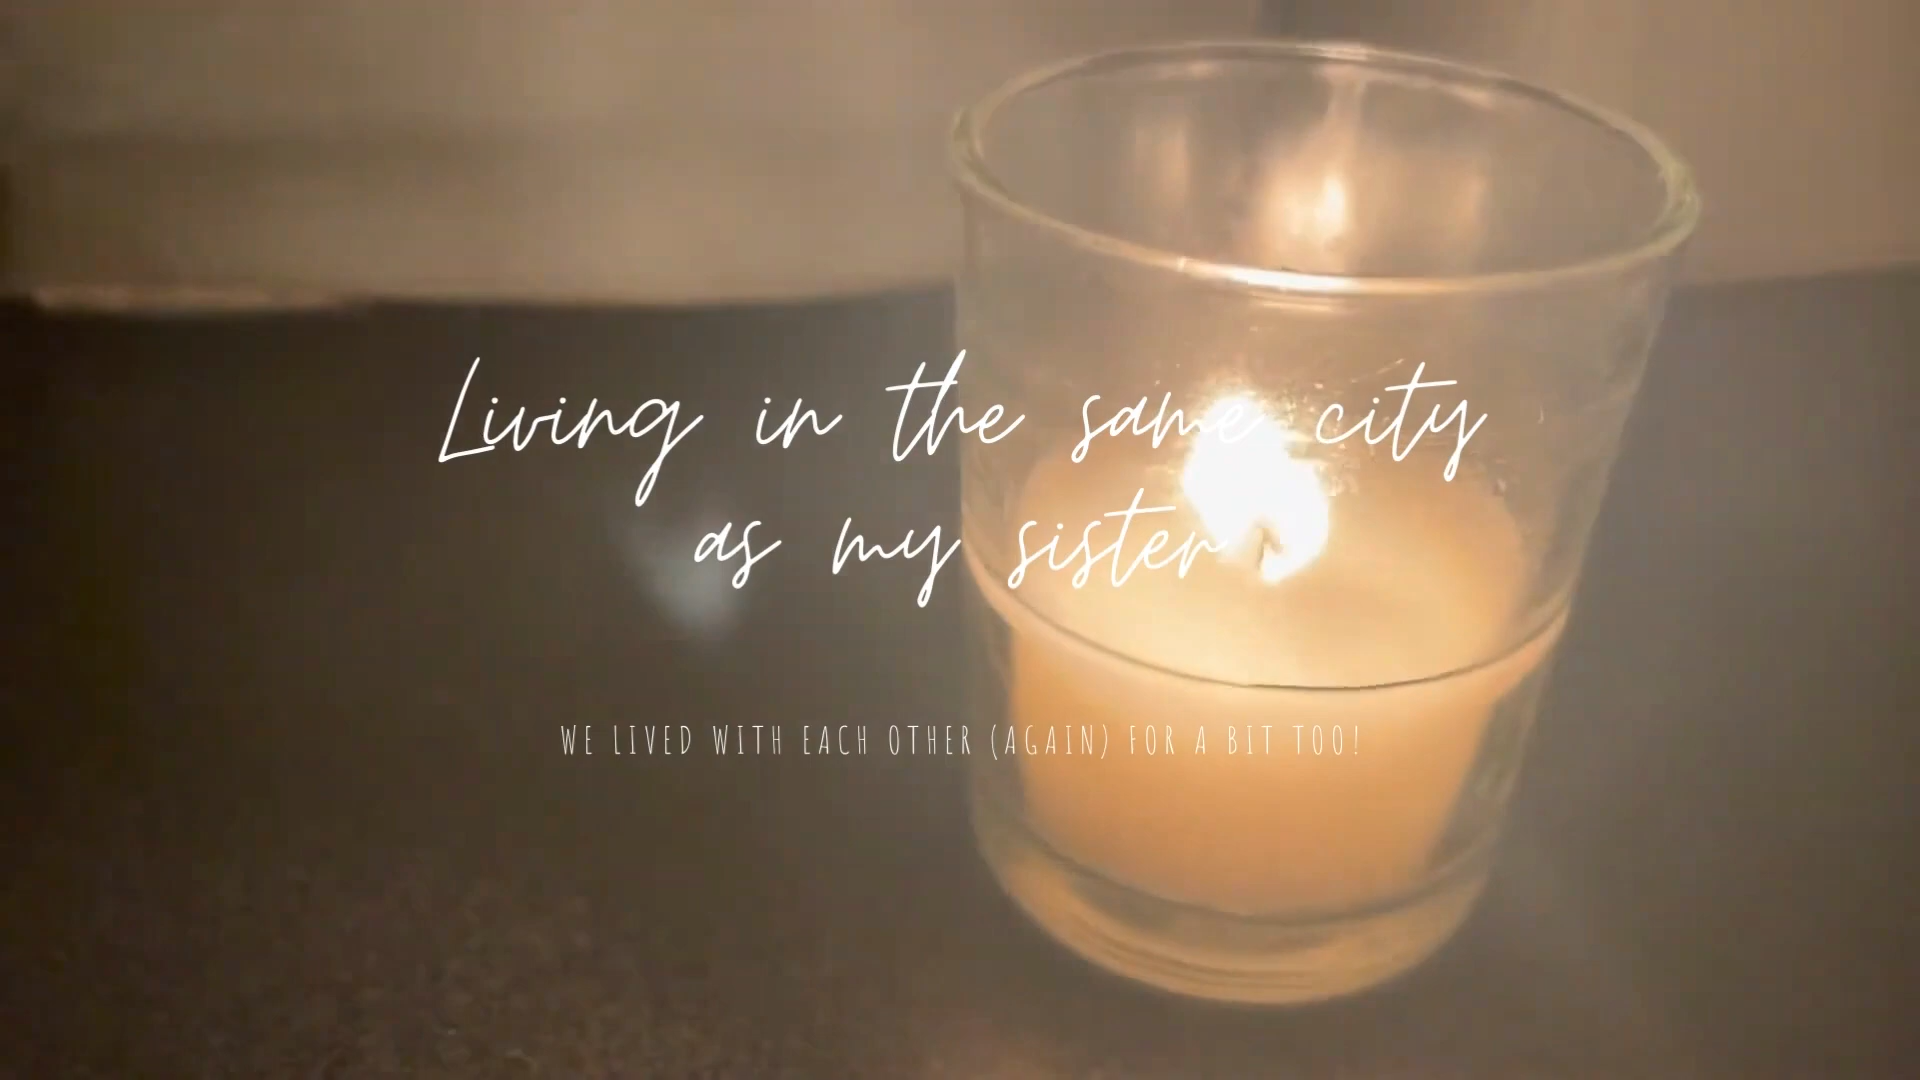 Living in the same city
as my sister
WE LIVED WITH EACH OTHER (AGAIN) FOR A BIT TOO!